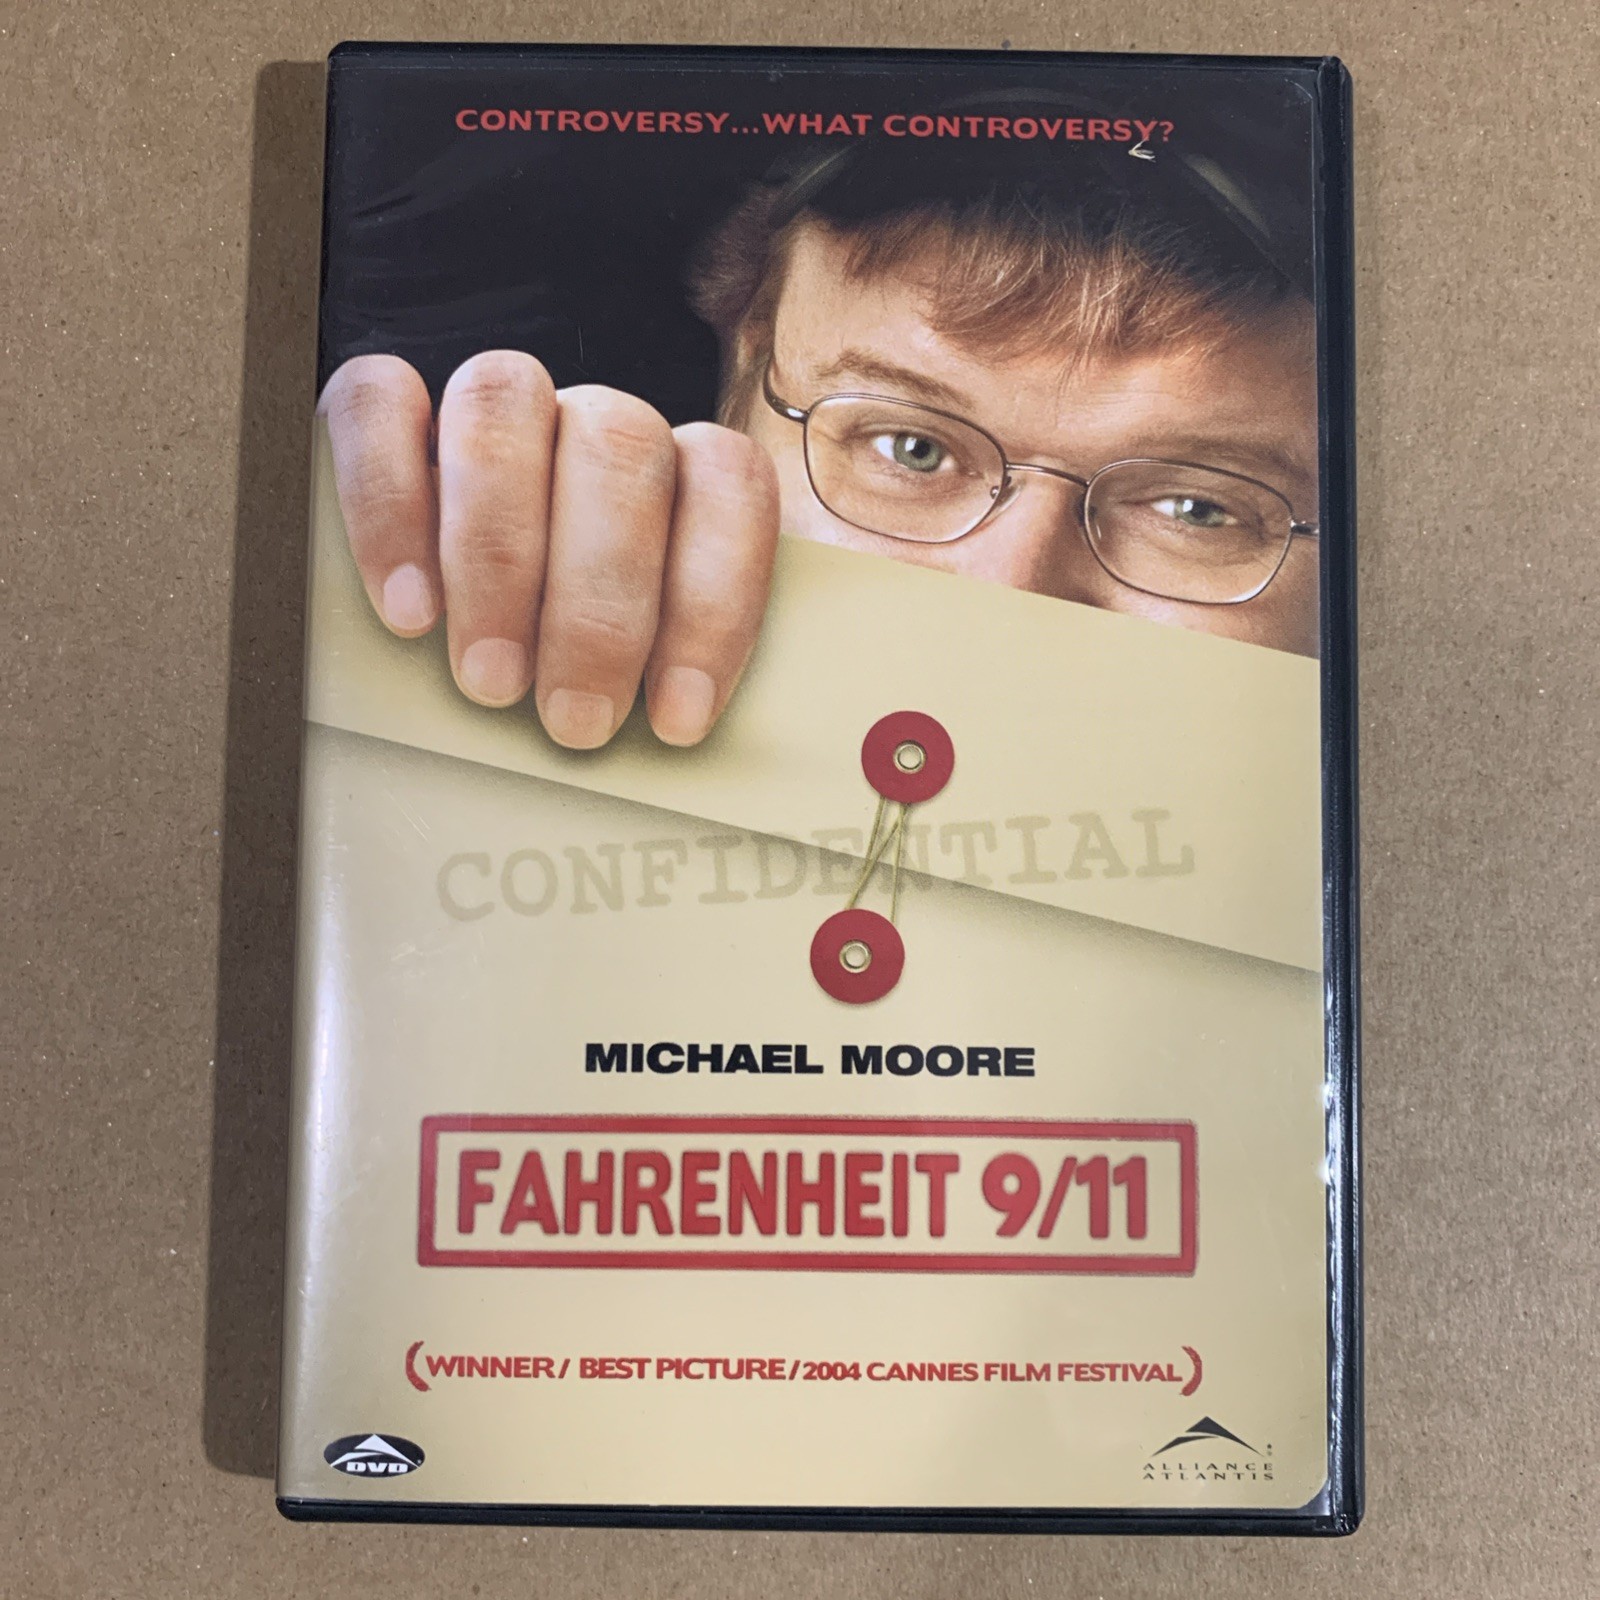 CONTROVERSY...WHAT CONTROVERSY?
CONFIDENTIAL
MICHAEL MOORE
FAHRENHEIT 9/11
(WINNER/ BEST PICTURE/2004 CANNES FILM FESTIVAL)
DVD
ALLIANCE
ATLANTIS